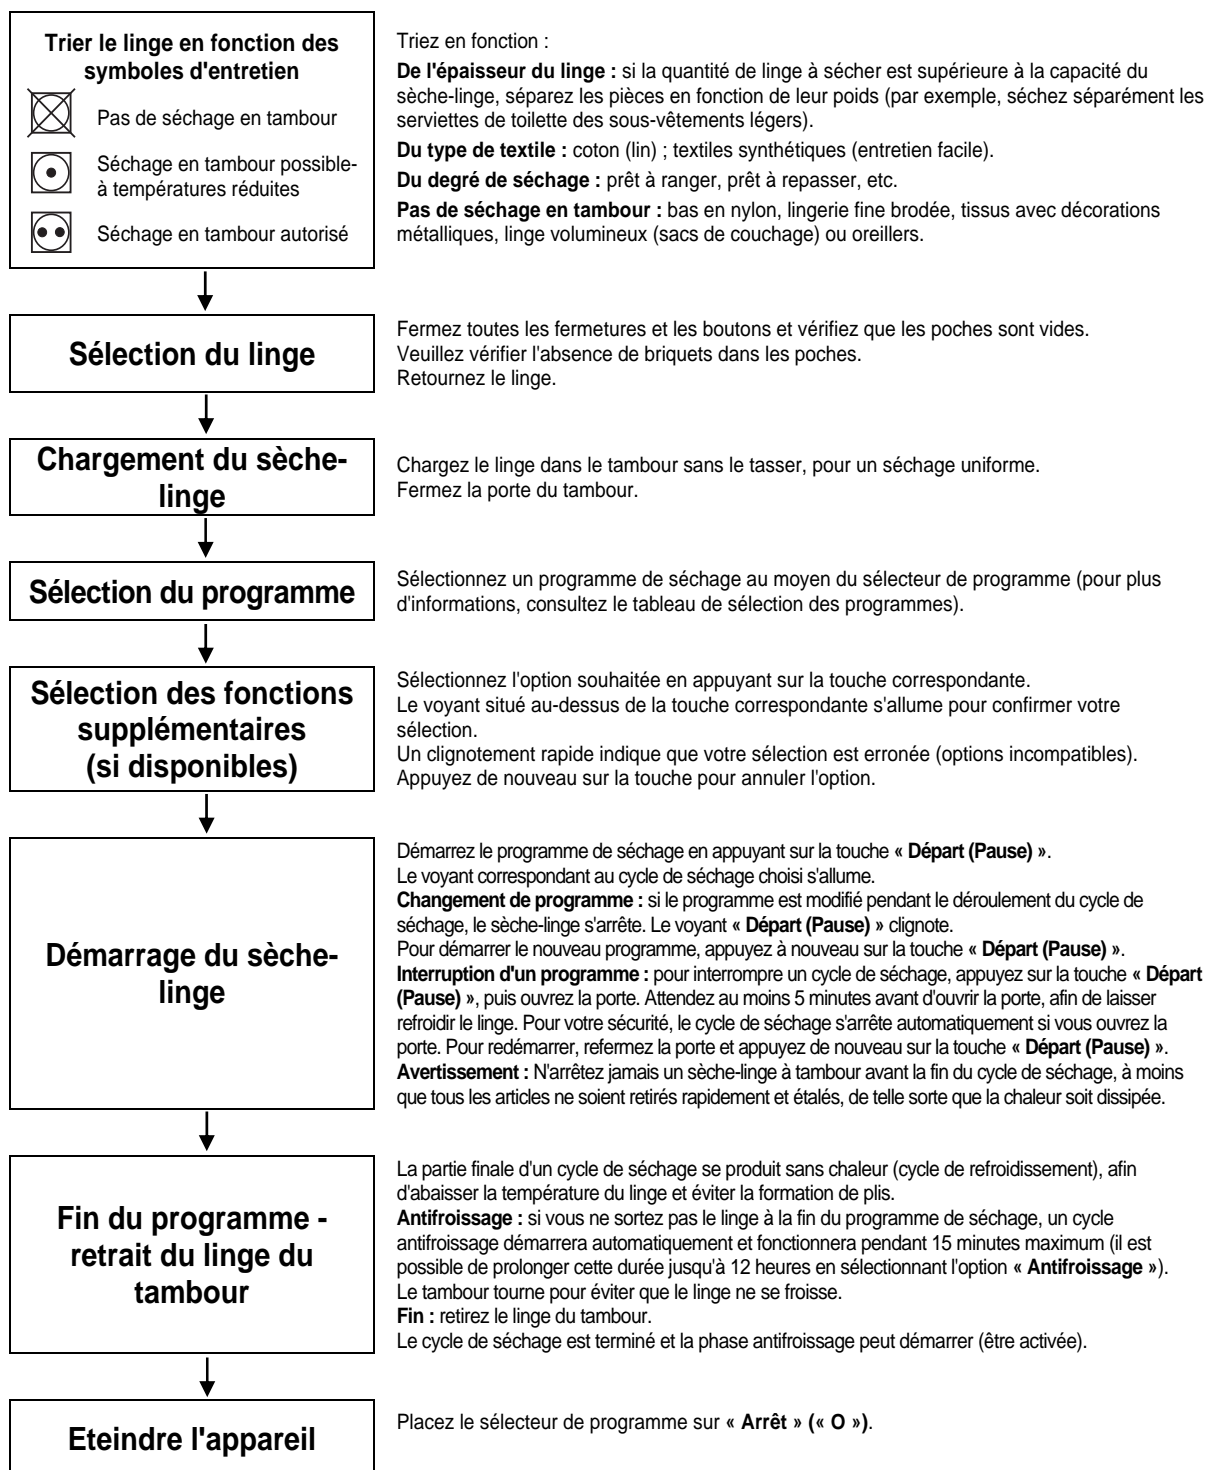 Trier le linge en fonction des
symboles d'entretien
Pas de séchage en tambour
Séchage en tambour possible-
à températures réduites
Séchage en tambour autorisé
Triez en fonction :
De l'épaisseur du linge : si la quantité de linge à sécher est supérieure à la capacité du
sèche-linge, séparez les pièces en fonction de leur poids (par exemple, séchez séparément les
serviettes de toilette des sous-vêtements légers).
Du type de textile : coton (lin) ; textiles synthétiques (entretien facile).
Du degré de séchage : prêt à ranger, prêt à repasser, etc.
Pas de séchage en tambour : bas en nylon, lingerie fine brodée, tissus avec décorations
métalliques, linge volumineux (sacs de couchage) ou oreillers.
Sélection du linge
Fermez toutes les fermetures et les boutons et vérifiez que les poches sont vides.
Veuillez vérifier l'absence de briquets dans les poches.
Retournez le linge.
Chargement du sèche-
linge
Chargez le linge dans le tambour sans le tasser, pour un séchage uniforme.
Fermez la porte du tambour.
Sélection du programme
Sélectionnez un programme de séchage au moyen du sélecteur de programme (pour plus
d'informations, consultez le tableau de sélection des programmes).
Sélection des fonctions
supplémentaires
(si disponibles)
Sélectionnez l'option souhaitée en appuyant sur la touche correspondante.
Le voyant situé au-dessus de la touche correspondante s'allume pour confirmer votre
sélection.
Un clignotement rapide indique que votre sélection est erronée (options incompatibles).
Appuyez de nouveau sur la touche pour annuler l'option.
Démarrage du sèche-
linge
Démarrez le programme de séchage en appuyant sur la touche « Départ (Pause) ».
Le voyant correspondant au cycle de séchage choisi s'allume.
Changement de programme : si le programme est modifié pendant le déroulement du cycle de
séchage, le sèche-linge s'arrête. Le voyant « Départ (Pause) » clignote.
Pour démarrer le nouveau programme, appuyez à nouveau sur la touche « Départ (Pause) ».
Interruption d'un programme : pour interrompre un cycle de séchage, appuyez sur la touche « Départ
(Pause) », puis ouvrez la porte. Attendez au moins 5 minutes avant d'ouvrir la porte, afin de laisser
refroidir le linge. Pour votre sécurité, le cycle de séchage s'arrête automatiquement si vous ouvrez la
porte. Pour redémarrer, refermez la porte et appuyez de nouveau sur la touche « Départ (Pause) ».
Avertissement : N'arrêtez jamais un sèche-linge à tambour avant la fin du cycle de séchage, à moins
que tous les articles ne soient retirés rapidement et étalés, de telle sorte que la chaleur soit dissipée.
Fin du programme -
retrait du linge du
tambour
La partie finale d'un cycle de séchage se produit sans chaleur (cycle de refroidissement), afin
d'abaisser la température du linge et éviter la formation de plis.
Antifroissage : si vous ne sortez pas le linge à la fin du programme de séchage, un cycle
antifroissage démarrera automatiquement et fonctionnera pendant 15 minutes maximum (il est
possible de prolonger cette durée jusqu'à 12 heures en sélectionnant l'option « Antifroissage »).
Le tambour tourne pour éviter que le linge ne se froisse.
Fin : retirez le linge du tambour.
Le cycle de séchage est terminé et la phase antifroissage peut démarrer (être activée).
Eteindre l'appareil
Placez le sélecteur de programme sur « Arrêt » (« O »).